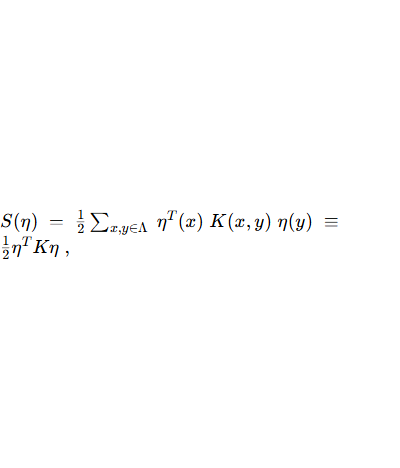 S(η) = ½ ∑_{x,y∈Λ} η^T(x) K(x,y) η(y) ≡
½η^T Kη ,